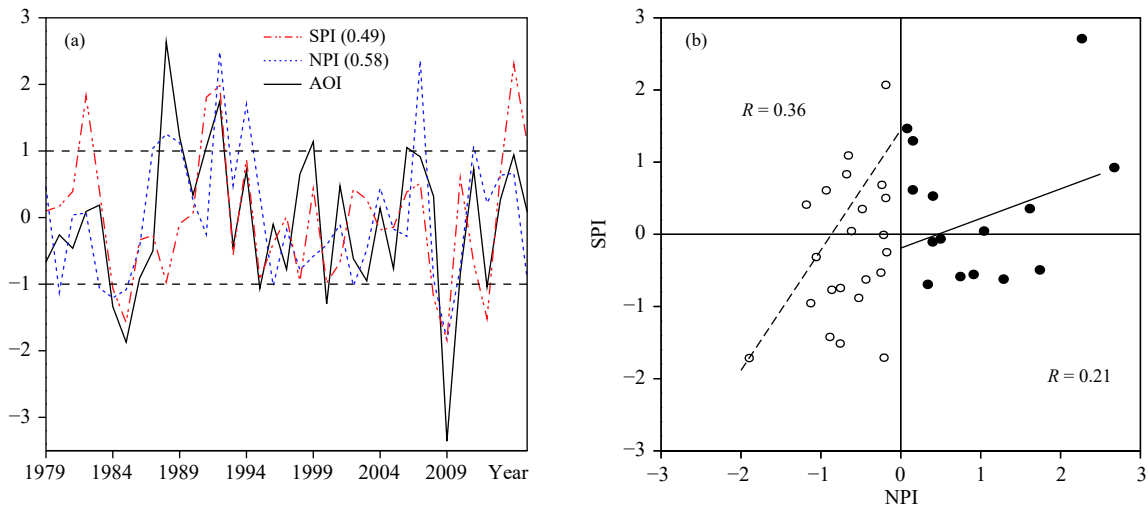 (a)
SPI (0.49)
NPI (0.58)
AOI
3
2
1
0
−1
−2
−3
1979 1984 1989 1994 1999 2004 2009 Year
(b)
R = 0.36
R = 0.21
SPI
3
2
1
0
−1
−2
−3
−3 −2 −1 0 1 2 3
NPI